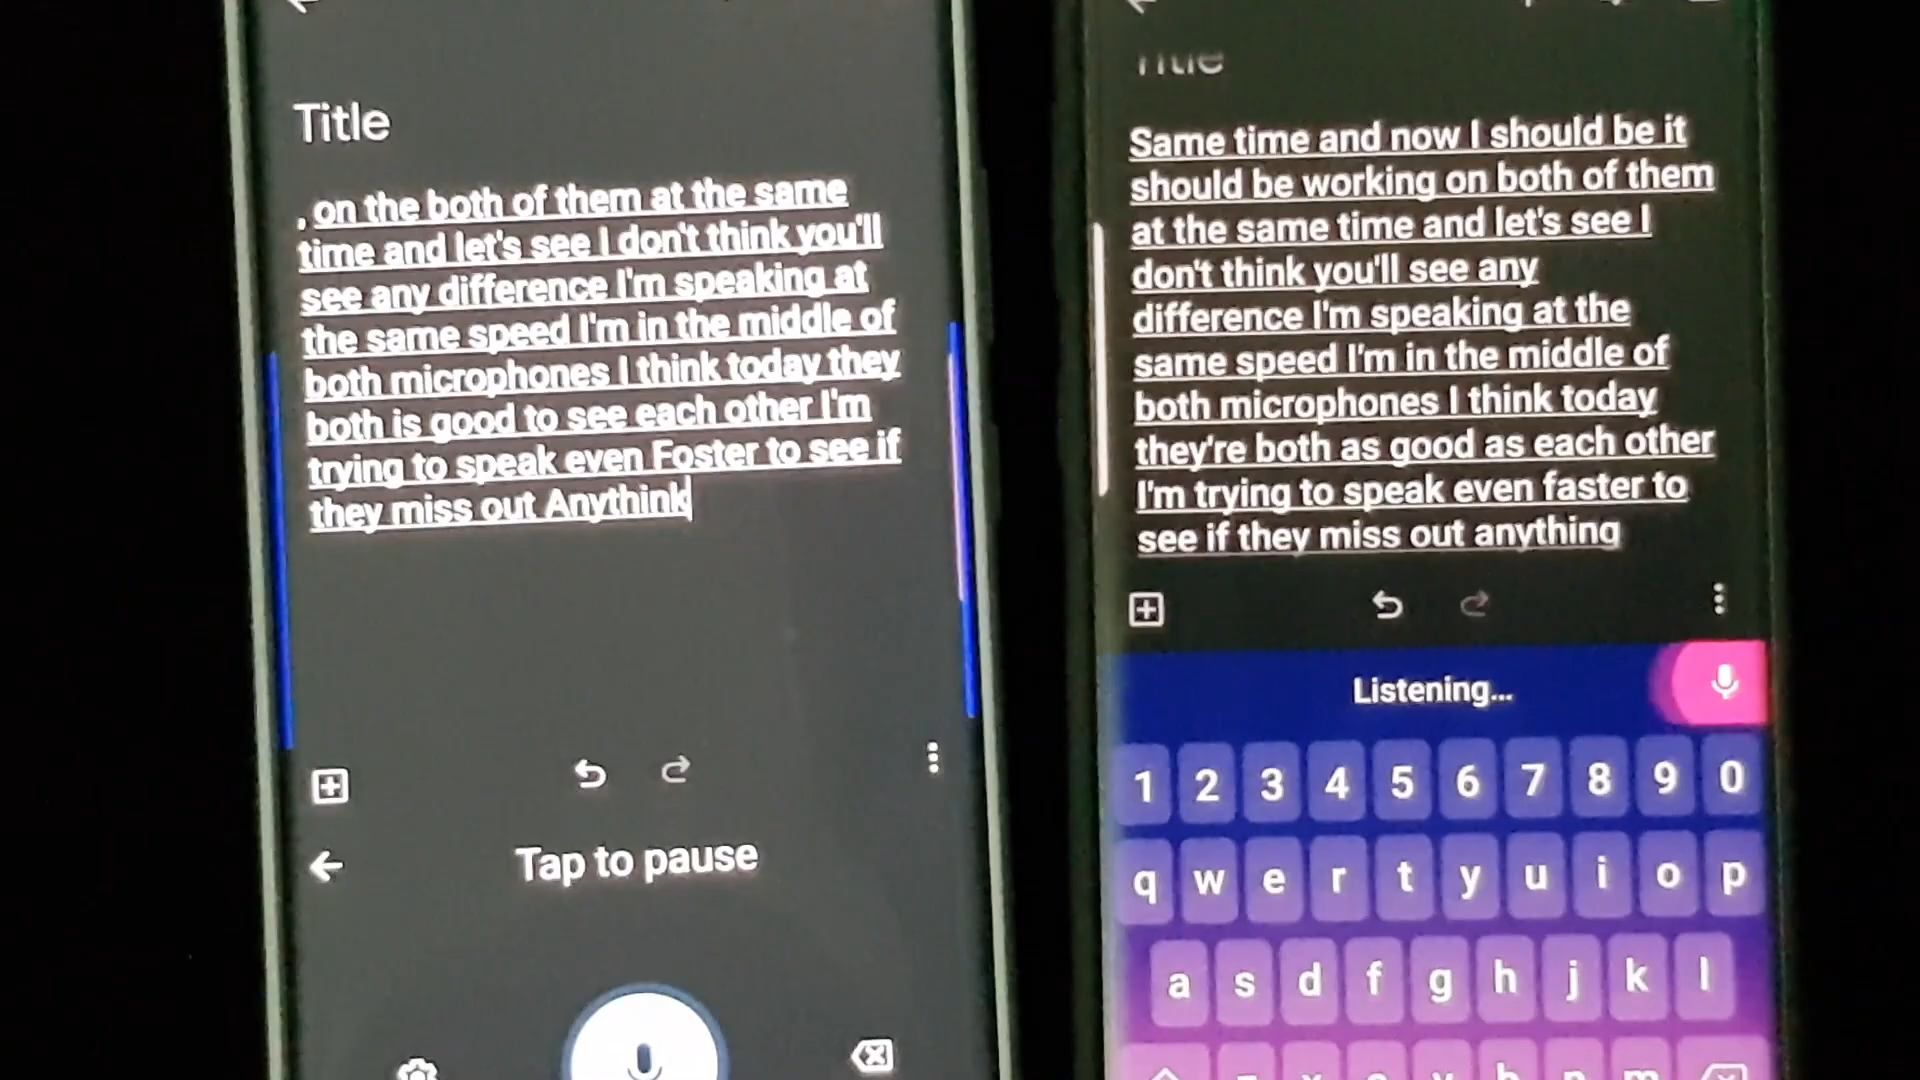 Title
, on the both of them at the same
time and let's see I don't think you'll
see any difference I'm speaking at
the same speed I'm in the middle of
both microphones I think today they
both is good to see each other I'm
trying to speak even Foster to see if
they miss out Anythink
Tap to pause
Title
Same time and now I should be it
should be working on both of them
at the same time and let's see I
don't think you'll see any
difference I'm speaking at the
same speed I'm in the middle of
both microphones I think today
they're both as good as each other
I'm trying to speak even faster to
see if they miss out anything
Listening...
1 2 3 4 5 6 7 8 9 0
q w e r t y u i o p
a s d f g h j k l